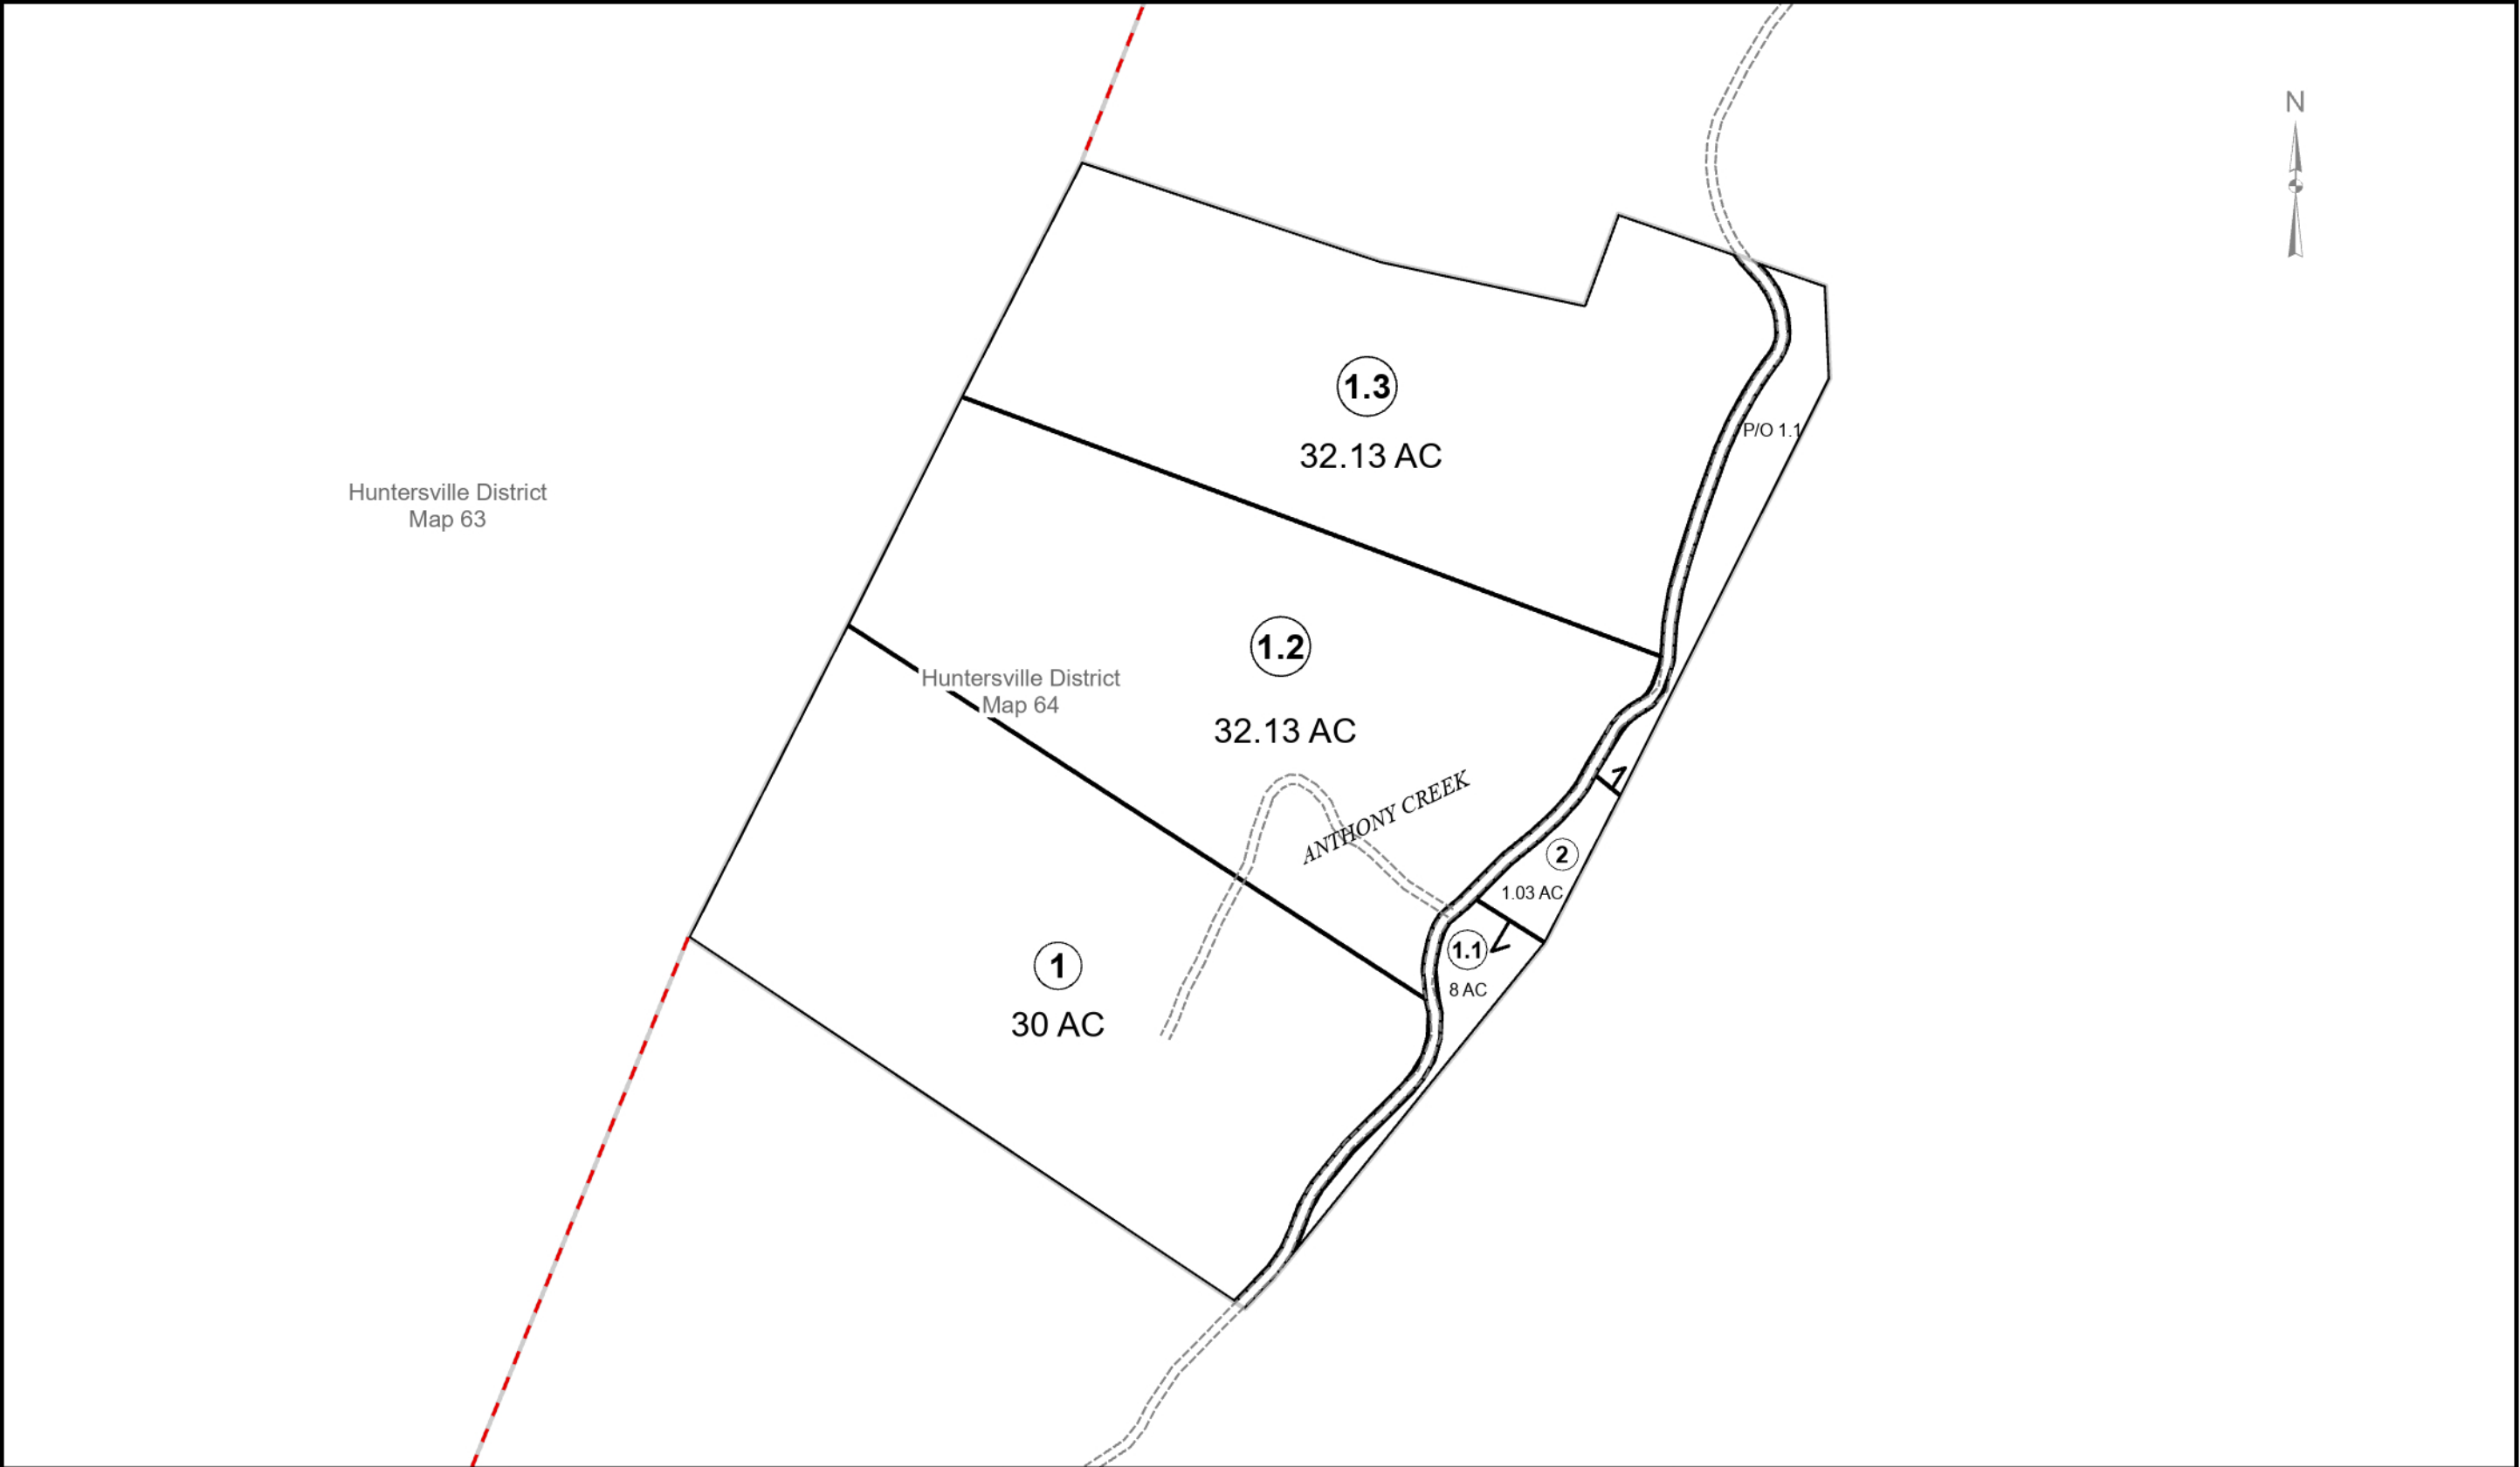 N
1.3
32.13 AC
P/O 1.1
Huntersville District
Map 63
1.2
Huntersville District
Map 64
32.13 AC
ANTHONY CREEK
2
1.03 AC
1.1
8 AC
1
30 AC